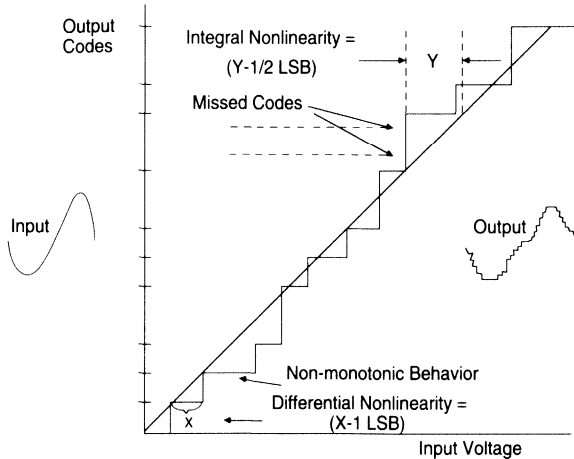 Output
Codes
Integral Nonlinearity =
(Y-1/2 LSB)
Y
Missed Codes
Input
Output
Non-monotonic Behavior
X
Differential Nonlinearity =
(X-1 LSB)
Input Voltage